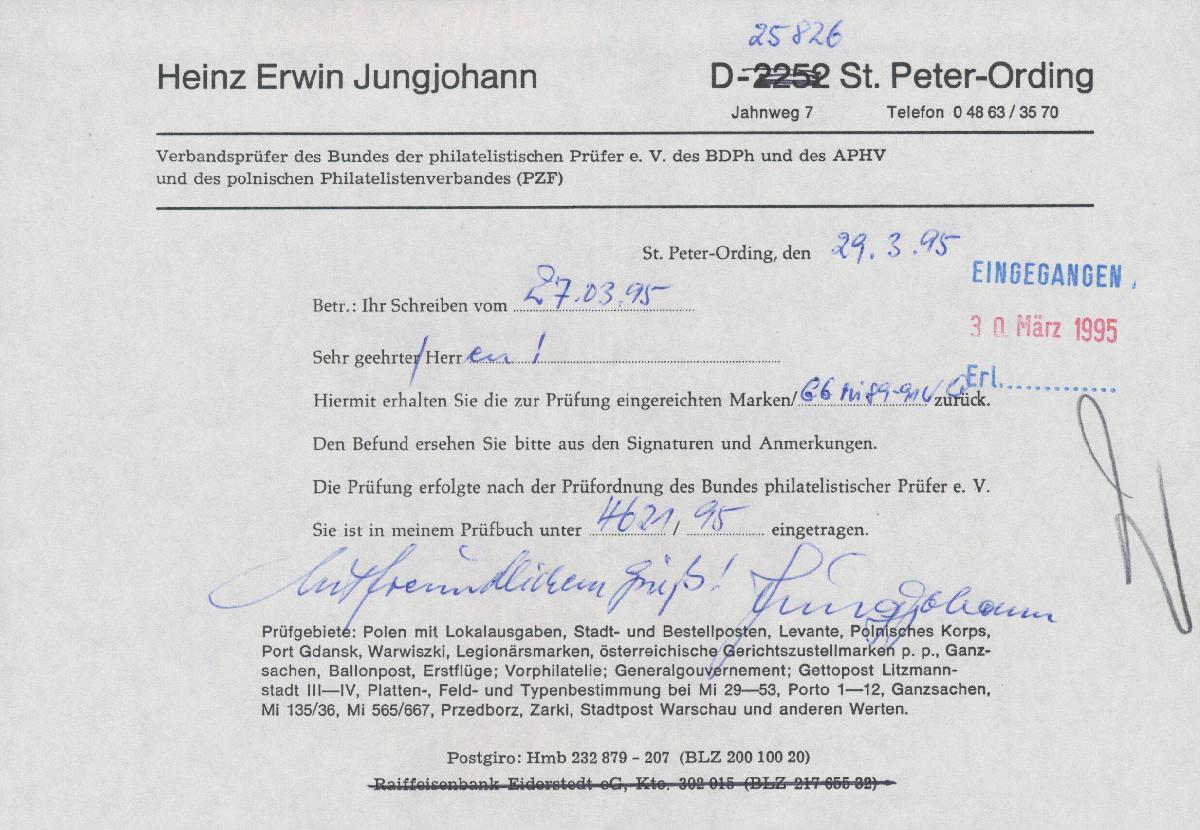 25826
Heinz Erwin Jungjohann D-2252 St. Peter-Ording
Jahnweg 7 Telefon 0 48 63 / 35 70
Verbandsprüfer des Bundes der philatelistischen Prüfer e. V. des BDPh und des APHV
und des polnischen Philatelistenverbandes (PZF)
St. Peter-Ording, den 29.3.95
EINGEGANGEN
30. März 1995
Erl.
Betr.: Ihr Schreiben vom 27.03.95
Sehr geehrter/Herren!
Hiermit erhalten Sie die zur Prüfung eingereichten Marken/ zurück.
Den Befund ersehen Sie bitte aus den Signaturen und Anmerkungen.
Die Prüfung erfolgte nach der Prüfordnung des Bundes philatelistischer Prüfer e. V.
Sie ist in meinem Prüfbuch unter 4621 / 95 eingetragen.
Mit freundlichem Gruß! Jungjohann
Prüfgebiete: Polen mit Lokalausgaben, Stadt- und Bestellposten, Levante, Polnisches Korps,
Port Gdansk, Warwiszki, Legionärsmarken, österreichische Gerichtszustellmarken p. p., Ganz-
sachen, Ballonpost, Erstflüge; Vorphilatelie; Generalgouvernement; Gettopost Litzmann-
stadt III—IV, Platten-, Feld- und Typenbestimmung bei Mi 29—53, Porto 1—12, Ganzsachen,
Mi 135/36, Mi 565/667, Przedborz, Zarki, Stadtpost Warschau und anderen Werten.
Postgiro: Hmb 232 879 - 207 (BLZ 200 100 20)
Raiffeisenbank Eiderstedt eG, Kto. 302 015 (BLZ 217 655 32)